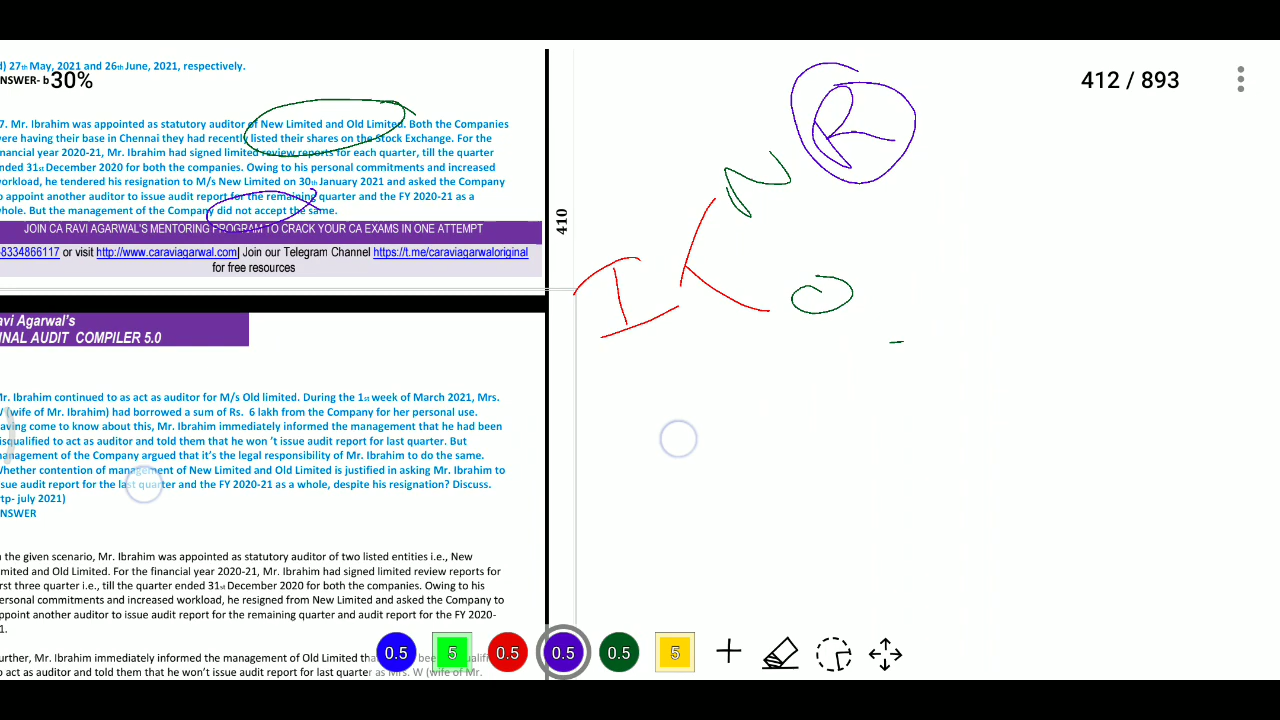 d) 27th May, 2021 and 26th June, 2021, respectively.
NSWER- b
30%
412 / 893
7. Mr. Ibrahim was appointed as statutory auditor of New Limited and Old Limited. Both the Companies
were having their base in Chennai they had recently listed their shares on the Stock Exchange. For the
financial year 2020-21, Mr. Ibrahim had signed limited review reports for each quarter, till the quarter
ended 31st December 2020 for both the companies. Owing to his personal commitments and increased
workload, he tendered his resignation to M/s New Limited on 30th January 2021 and asked the Company
to appoint another auditor to issue audit report for the remaining quarter and the FY 2020-21 as a
whole. But the management of the Company did not accept the same.
JOIN CA RAVI AGARWAL'S MENTORING PROGRAM TO CRACK YOUR CA EXAMS IN ONE ATTEMPT
-8334866117 or visit http://www.caraviagarwal.com| Join our Telegram Channel https://t.me/caraviagarwaloriginal
for free resources
410
R
N
I
O
avi Agarwal's
INAL AUDIT COMPILER 5.0
Mr. Ibrahim continued to as act as auditor for M/s Old limited. During the 1st week of March 2021, Mrs.
W (wife of Mr. Ibrahim) had borrowed a sum of Rs. 6 lakh from the Company for her personal use.
Having come to know about this, Mr. Ibrahim immediately informed the management that he had been
disqualified to act as auditor and told them that he won 't issue audit report for last quarter. But
management of the Company argued that it's the legal responsibility of Mr. Ibrahim to do the same.
Whether contention of management of New Limited and Old Limited is justified in asking Mr. Ibrahim to
issue audit report for the last quarter and the FY 2020-21 as a whole, despite his resignation? Discuss.
rtp- july 2021)
NSWER
n the given scenario, Mr. Ibrahim was appointed as statutory auditor of two listed entities i.e., New
imited and Old Limited. For the financial year 2020-21, Mr. Ibrahim had signed limited review reports for
irst three quarter i.e., till the quarter ended 31st December 2020 for both the companies. Owing to his
ersonal commitments and increased workload, he resigned from New Limited and asked the Company to
ppoint another auditor to issue audit report for the remaining quarter and audit report for the FY 2020-
1.
urther, Mr. Ibrahim immediately informed the management of Old Limited
o act as auditor and told them that he won't issue audit report for last quarter as Mrs. W (wife of Mr.
0.5 5 0.5 0.5 0.5 5